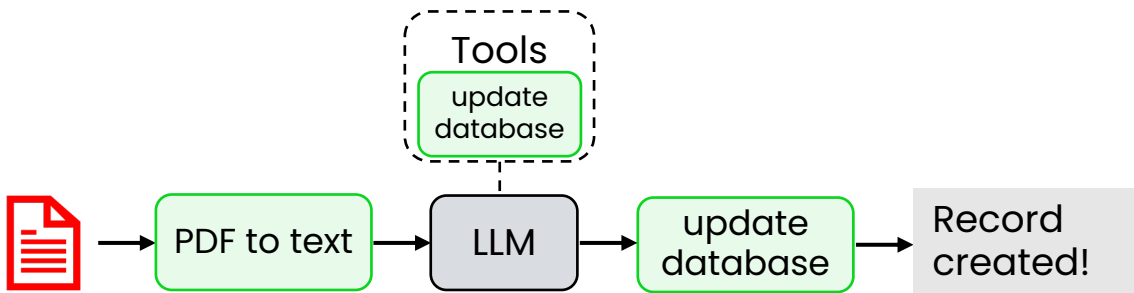 Tools
update
database
PDF to text
LLM
update
database
Record
created!